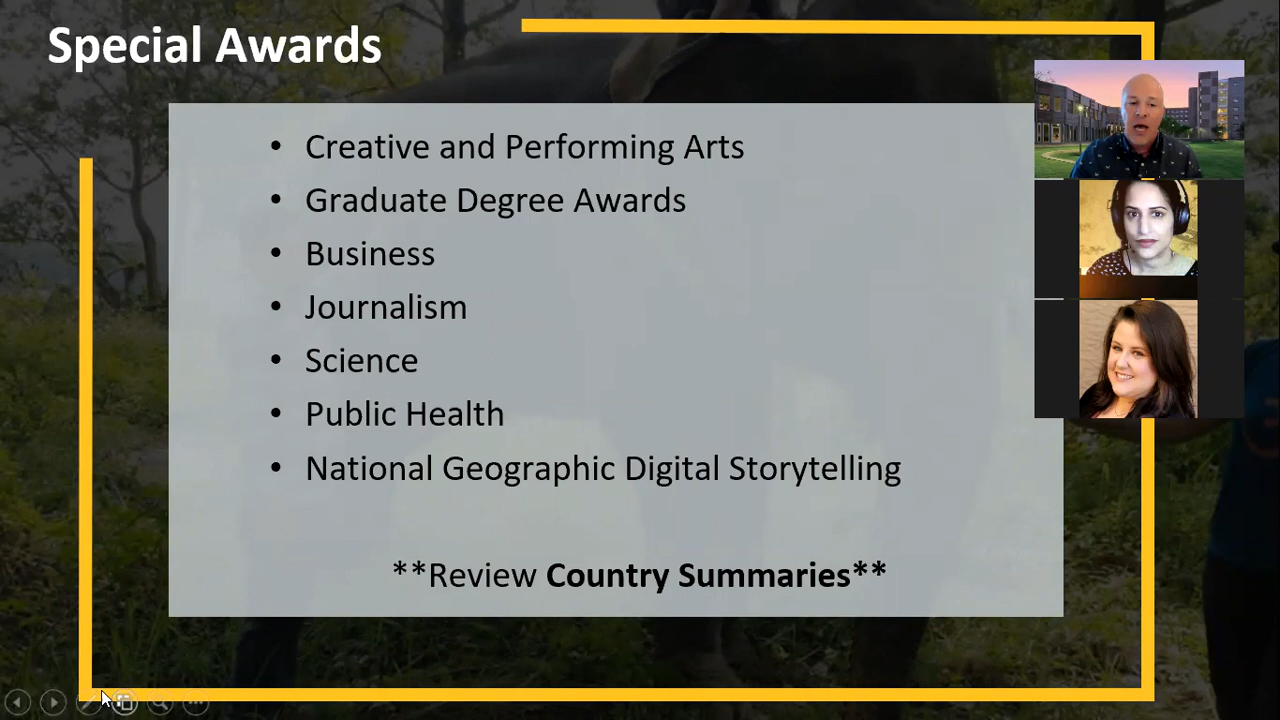 Special Awards
• Creative and Performing Arts
• Graduate Degree Awards
• Business
• Journalism
• Science
• Public Health
• National Geographic Digital Storytelling
**Review Country Summaries**